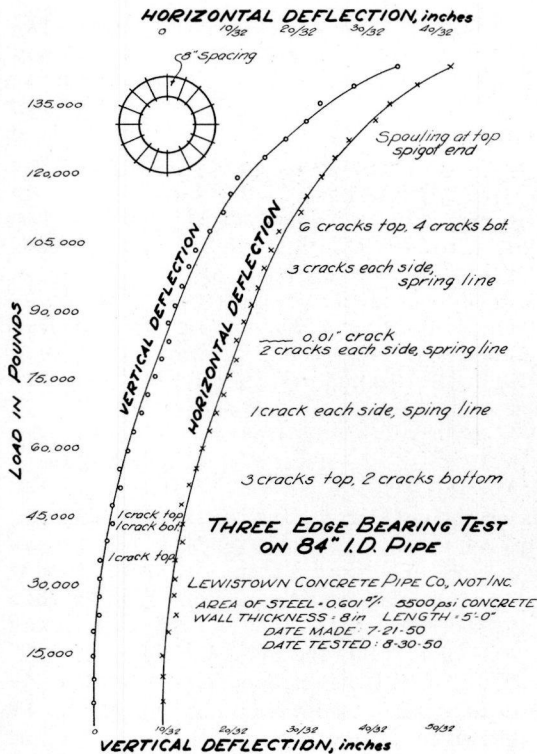 HORIZONTAL DEFLECTION, inches
0 10/32 20/32 30/32 40/32
8" spacing
135,000
Spauling at top
spigot end
120,000
6 cracks top, 4 cracks bot.
105,000
3 cracks each side,
spring line
VERTICAL DEFLECTION
HORIZONTAL DEFLECTION
90,000
0.01" crack
2 cracks each side, spring line
LOAD IN POUNDS
75,000
1 crack each side, sping line
60,000
3 cracks top, 2 cracks bottom
45,000
1 crack top
1 crack bot.
THREE EDGE BEARING TEST
ON 84" I.D. PIPE
1 crack top
30,000
LEWISTOWN CONCRETE PIPE CO., NOT INC.
AREA OF STEEL = 0.601 "/' 5500 psi CONCRETE
WALL THICKNESS = 8 in LENGTH = 5'-0"
DATE MADE: 7-21-50
DATE TESTED: 8-30-50
15,000
0 10/32 20/32 30/32 40/32 50/32
VERTICAL DEFLECTION, inches